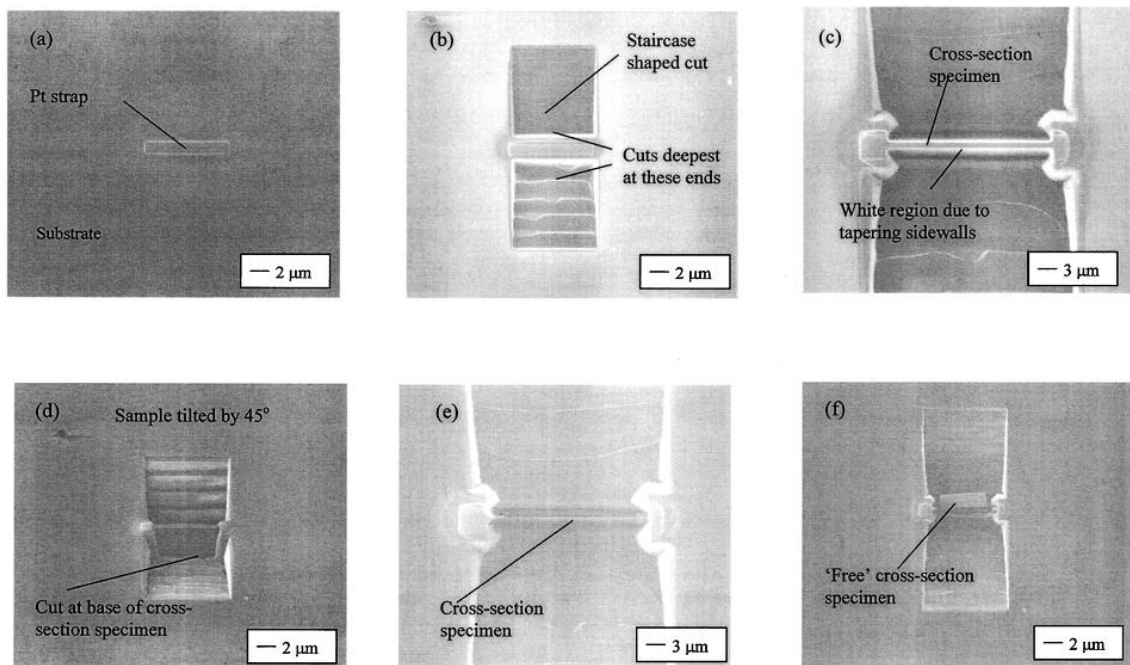 (a)
Pt strap
Substrate
2 μm
(b)
Staircase
shaped cut
Cuts deepest
at these ends
2 μm
(c)
Cross-section
specimen
White region due to
tapering sidewalls
3 μm
(d)
Sample tilted by 45°
Cut at base of cross-
section specimen
2 μm
(e)
Cross-section
specimen
3 μm
(f)
'Free' cross-section
specimen
2 μm